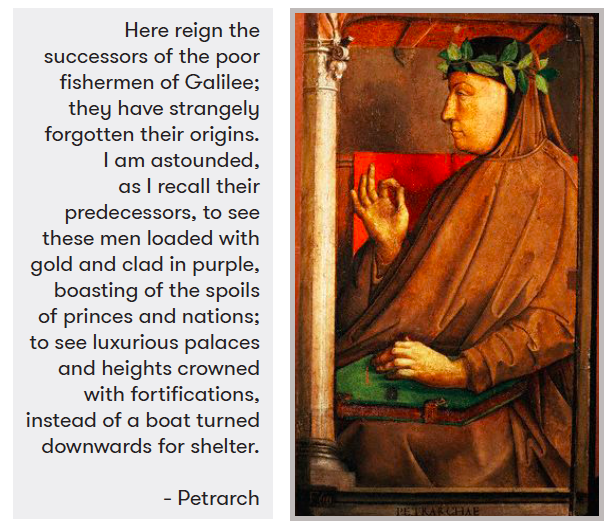 Here reign the
successors of the poor
fishermen of Galilee;
they have strangely
forgotten their origins.
I am astounded,
as I recall their
predecessors, to see
these men loaded with
gold and clad in purple,
boasting of the spoils
of princes and nations;
to see luxurious palaces
and heights crowned
with fortifications,
instead of a boat turned
downwards for shelter.
- Petrarch
PETRARCHAE